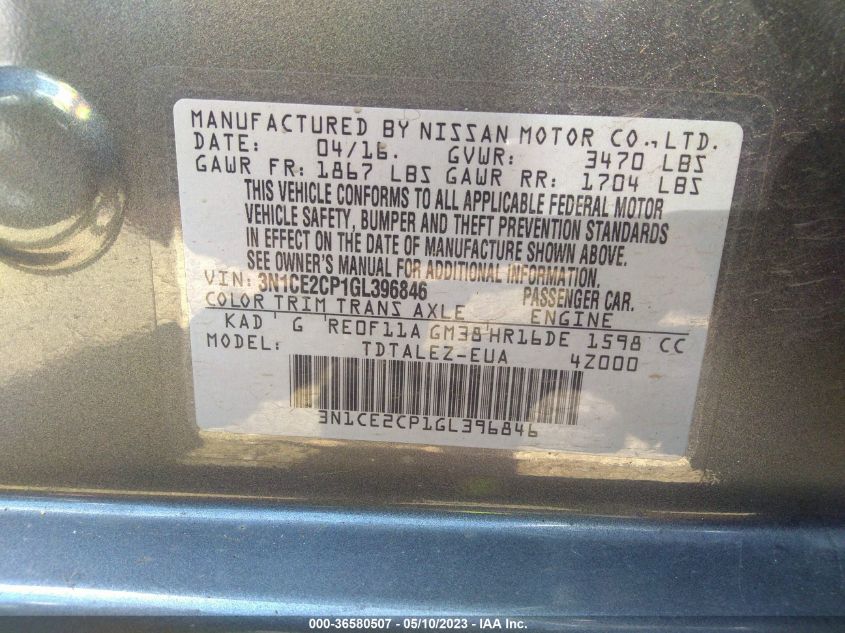 MANUFACTURED BY NISSAN MOTOR CO.,LTD.
DATE: 04/16. GVWR: 3470 LBS
GAWR FR: 1867 LBS GAWR RR: 1704 LBS
THIS VEHICLE CONFORMS TO ALL APPLICABLE FEDERAL MOTOR
VEHICLE SAFETY, BUMPER AND THEFT PREVENTION STANDARDS
IN EFFECT ON THE DATE OF MANUFACTURE SHOWN ABOVE.
SEE OWNER'S MANUAL FOR ADDITIONAL INFORMATION.
VIN: 3N1CE2CP1GL396846 PASSENGER CAR.
COLOR TRIM TRANS AXLE ENGINE
KAD G RE0F11A GM38 HR16DE 1598 CC
MODEL: TDTALEZ-EUA 4Z000
3N1CE2CP1GL396846
000-36580507 - 05/10/2023 - IAA Inc.